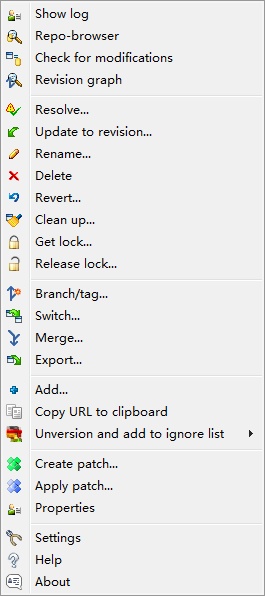 Show log
Repo-browser
Check for modifications
Revision graph
Resolve...
Update to revision...
Rename...
Delete
Revert...
Clean up...
Get lock...
Release lock...
Branch/tag...
Switch...
Merge...
Export...
Add...
Copy URL to clipboard
Unversion and add to ignore list
Create patch...
Apply patch...
Properties
Settings
Help
About